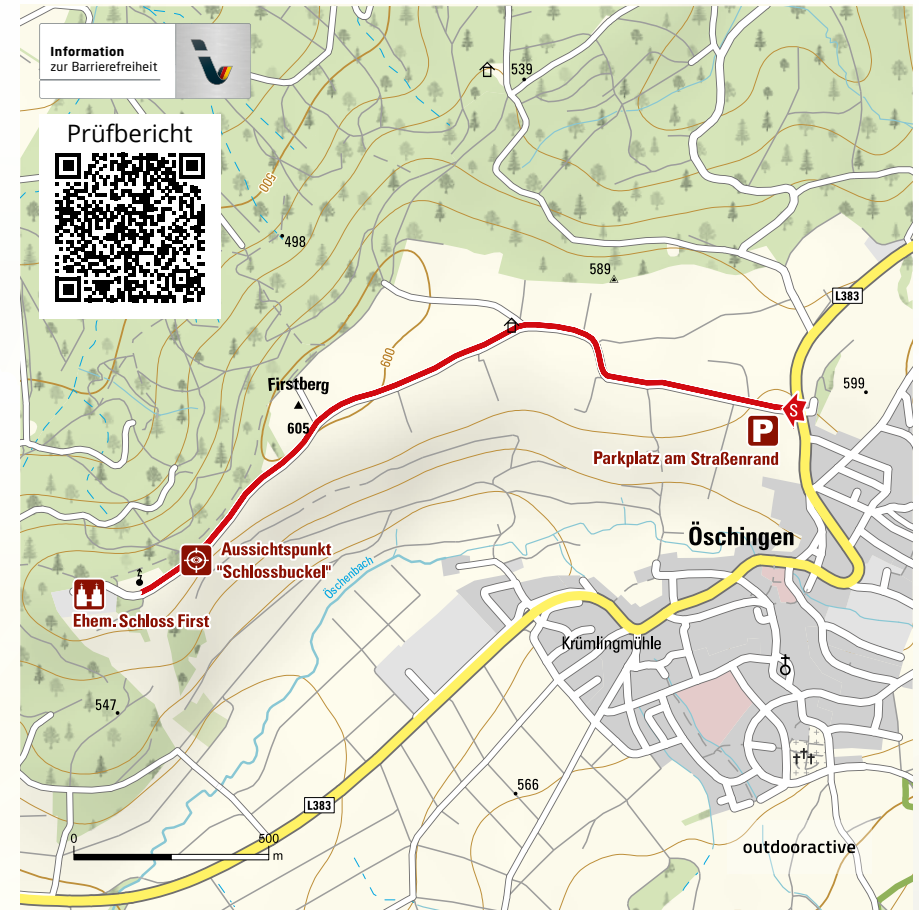 Information
zur Barrierefreiheit
Prüfbericht
539
500
498
589
L383
600
Firstberg
605
599
S
P
Parkplatz am Straßenrand
Öschingen
Aussichtspunkt
"Schlossbuckel"
Öschenbach
Ehem. Schloss First
Krümlingmühle
547
566
L383
0
500
m
outdooractive